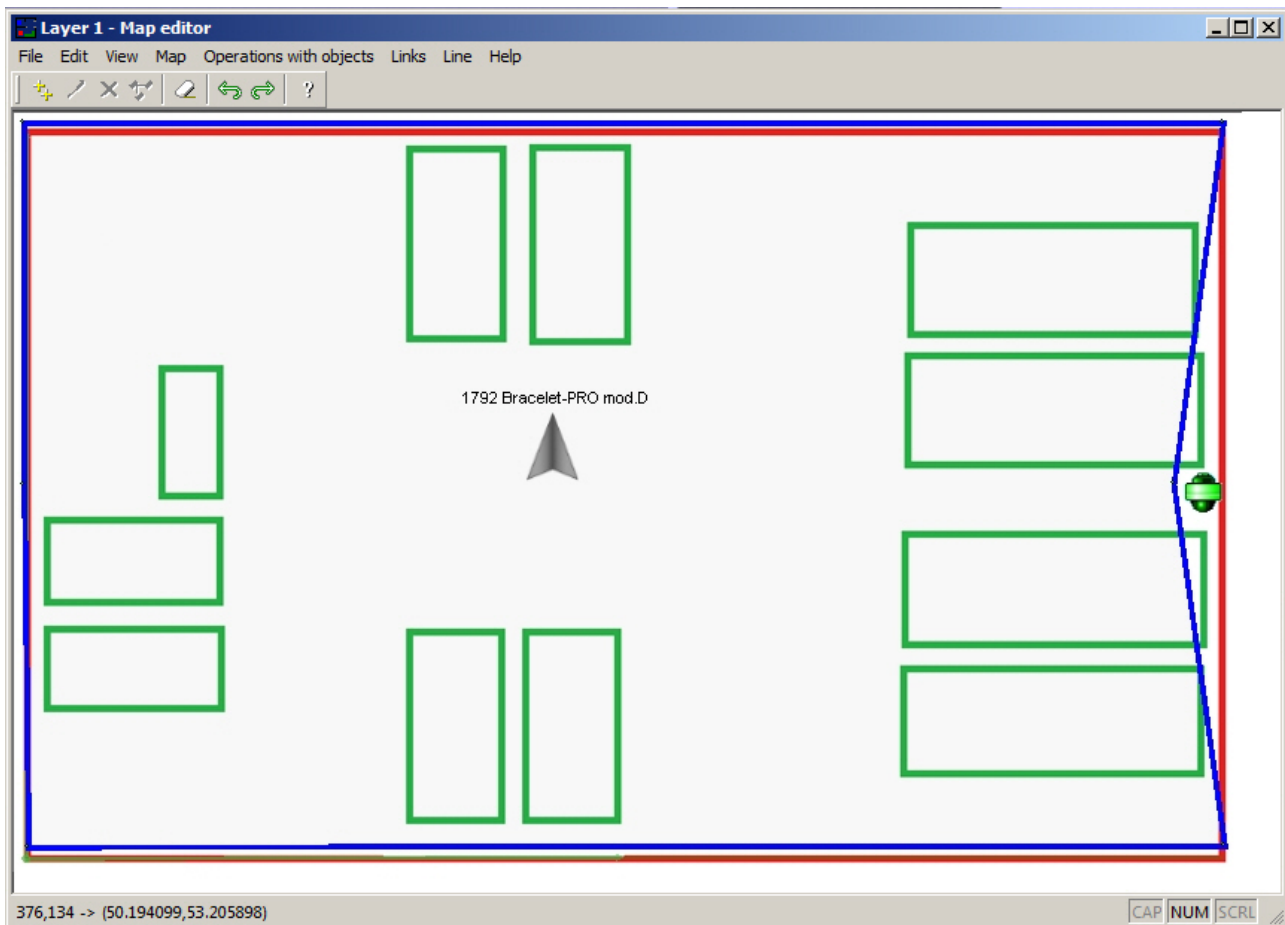 Layer 1 - Map editor
File Edit View Map Operations with objects Links Line Help
?
1792 Bracelet-PRO mod.D
376,134 -> (50.194099,53.205898)
CAP NUM SCRL